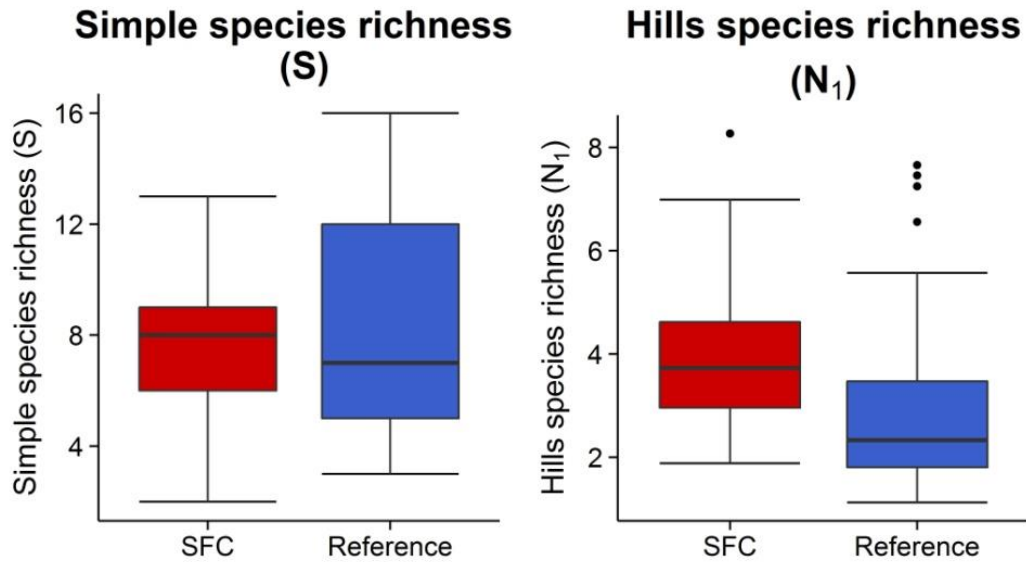 Simple species richness
(S)
Simple species richness (S)
16
12
8
4
SFC
Reference
Hills species richness
(N₁)
Hills species richness (N₁)
8
6
4
2
SFC
Reference